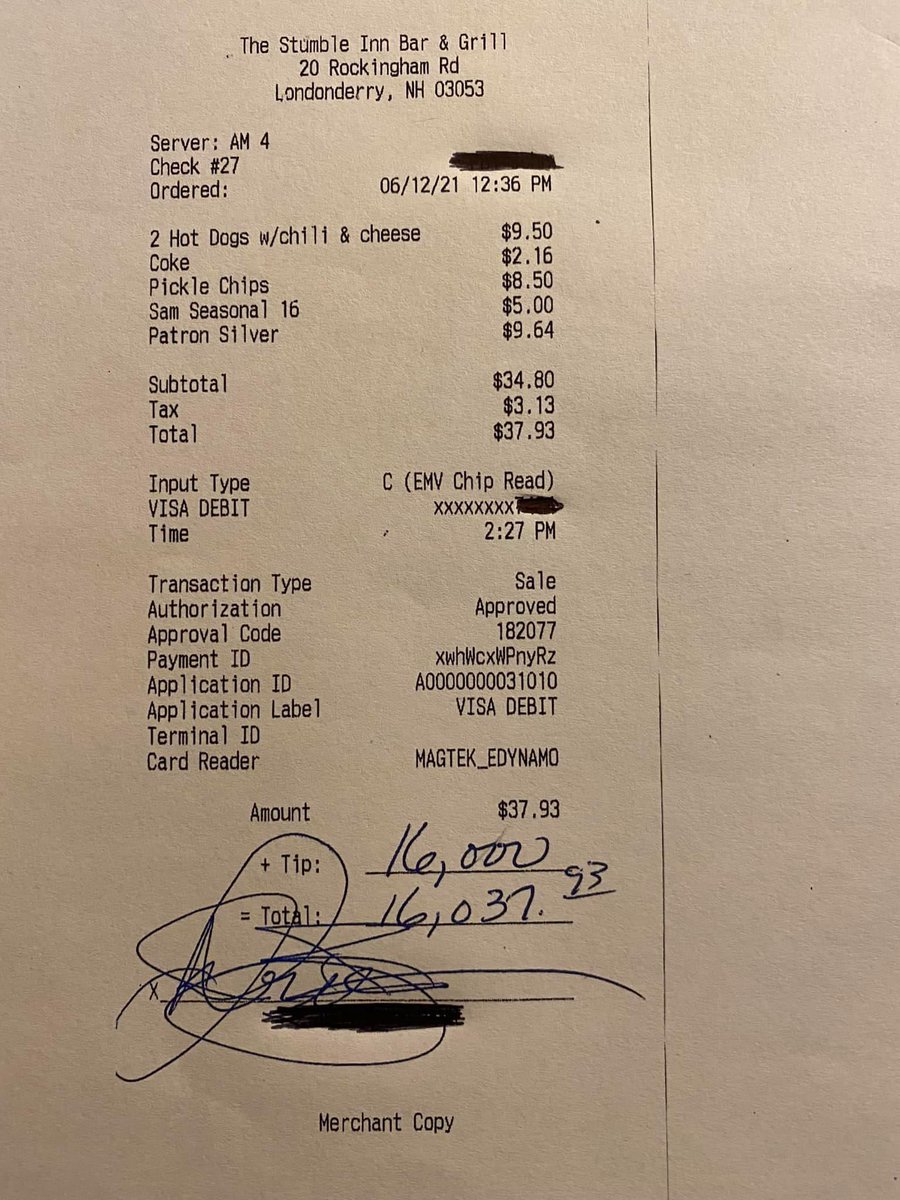 The Stumble Inn Bar & Grill
20 Rockingham Rd
Londonderry, NH 03053
Server: AM 4
Check #27
Ordered: 06/12/21 12:36 PM
2 Hot Dogs w/chili & cheese $9.50
Coke $2.16
Pickle Chips $8.50
Sam Seasonal 16 $5.00
Patron Silver $9.64
Subtotal $34.80
Tax $3.13
Total $37.93
Input Type C (EMV Chip Read)
VISA DEBIT xxxxxxxx
Time 2:27 PM
Transaction Type Sale
Authorization Approved
Approval Code 182077
Payment ID xwhWcxWPnyRz
Application ID A0000000031010
Application Label VISA DEBIT
Terminal ID
Card Reader MAGTEK_EDYNAMO
Amount $37.93
+ Tip: 16,000
= Total: 16,037.93
X
Merchant Copy